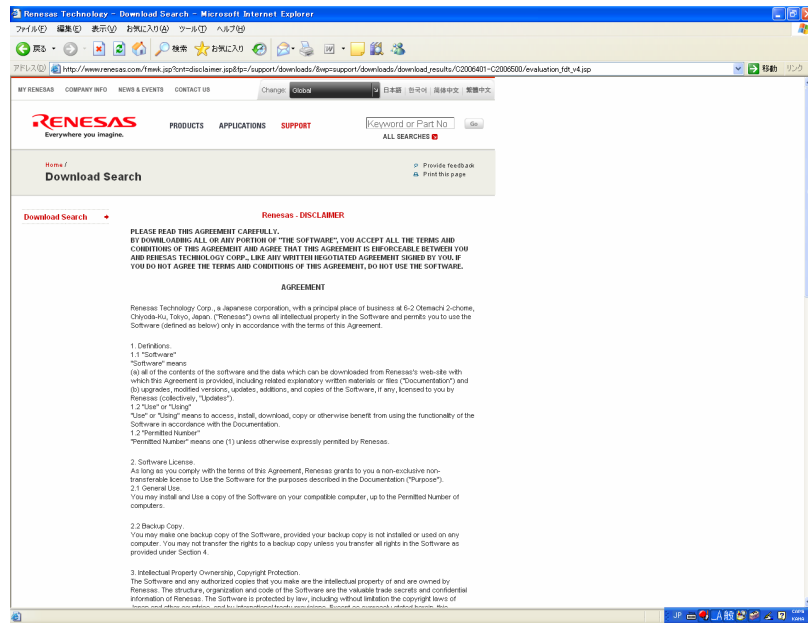 Renesas Technology - Download Search - Microsoft Internet Explorer
ファイル(F) 編集(E) 表示(V) お気に入り(A) ツール(T) ヘルプ(H)
戻る 検索 お気に入り
アドレス(D) http://www.renesas.com/fmwk.jsp?cnt=disclaimer.jsp&fp=/support/downloads/&wp=support/downloads/download_results/C2006401-C2006500/evaluation_fdt_v4.jsp 移動 リンク
MY RENESAS COMPANY INFO NEWS & EVENTS CONTACT US Change: Global 日本語 | 한국어 | 简体中文 | 繁體中文
RENESAS
Everywhere you imagine.
PRODUCTS APPLICATIONS SUPPORT Keyword or Part No Go
ALL SEARCHES
Home /
Download Search
Provide feedback
Print this page
Download Search
Renesas - DISCLAIMER
PLEASE READ THIS AGREEMENT CAREFULLY.
BY DOWNLOADING ALL OR ANY PORTION OF "THE SOFTWARE", YOU ACCEPT ALL THE TERMS AND
CONDITIONS OF THIS AGREEMENT AND AGREE THAT THIS AGREEMENT IS ENFORCEABLE BETWEEN YOU
AND RENESAS TECHNOLOGY CORP., LIKE ANY WRITTEN NEGOTIATED AGREEMENT SIGNED BY YOU. IF
YOU DO NOT AGREE THE TERMS AND CONDITIONS OF THIS AGREEMENT, DO NOT USE THE SOFTWARE.
AGREEMENT
Renesas Technology Corp., a Japanese corporation, with a principal place of business at 6-2 Otemachi 2-chome,
Chiyoda-Ku, Tokyo, Japan. ("Renesas") owns all intellectual property in the Software and permits you to use the
Software (defined as below) only in accordance with the terms of this Agreement.
1. Definitions.
1.1 "Software"
"Software" means
(a) all of the contents of the software and the data which can be downloaded from Renesas's web-site with
which this Agreement is provided, including related explanatory written materials or files ("Documentation") and
(b) upgrades, modified versions, updates, additions, and copies of the Software, if any, licensed to you by
Renesas (collectively, "Updates").
1.2 "Use" or "Using"
"Use" or "Using" means to access, install, download, copy or otherwise benefit from using the functionality of the
Software in accordance with the Documentation.
1.2 "Permitted Number"
"Permitted Number" means one (1) unless otherwise expressly permitted by Renesas.
2. Software License.
As long as you comply with the terms of this Agreement, Renesas grants to you a non-exclusive non-
transferable license to Use the Software for the purposes described in the Documentation ("Purpose").
2.1 General Use.
You may install and Use a copy of the Software on your compatible computer, up to the Permitted Number of
computers.
2.2 Backup Copy.
You may make one backup copy of the Software, provided your backup copy is not installed or used on any
computer. You may not transfer the rights to a backup copy unless you transfer all rights in the Software as
provided under Section 4.
3. Intellectual Property Ownership, Copyright Protection.
The Software and any authorized copies that you make are the intellectual property of and are owned by
Renesas. The structure, organization and code of the Software are the valuable trade secrets and confidential
information of Renesas. The Software is protected by law, including without limitation the copyright laws of
Japan and other countries, and by international treaty provisions. Except as expressly stated herein, this
JP A 般 CAPS
KANA